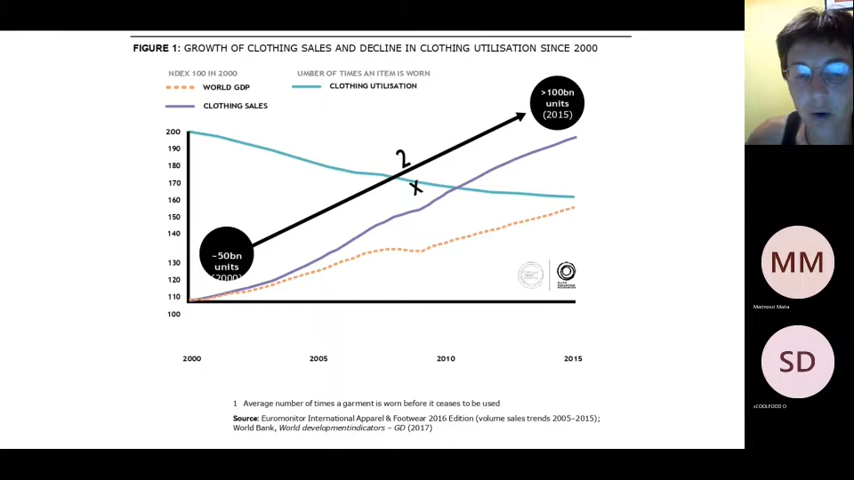 FIGURE 1: GROWTH OF CLOTHING SALES AND DECLINE IN CLOTHING UTILISATION SINCE 2000
NDEX 100 IN 2000
UMBER OF TIMES AN ITEM IS WORN
WORLD GDP
CLOTHING UTILISATION
CLOTHING SALES
>100bn
units
(2015)
200
190
180
170
160
150
140
130
120
110
100
2
x
~50bn
units
(2000)
2000
2005
2010
2015
1 Average number of times a garment is worn before it ceases to be used
Source: Euromonitor International Apparel & Footwear 2016 Edition (volume sales trends 2005–2015);
World Bank, World developmentindicators – GD (2017)
MM
Marinosci Maria
SD
sCOOLFOOD O